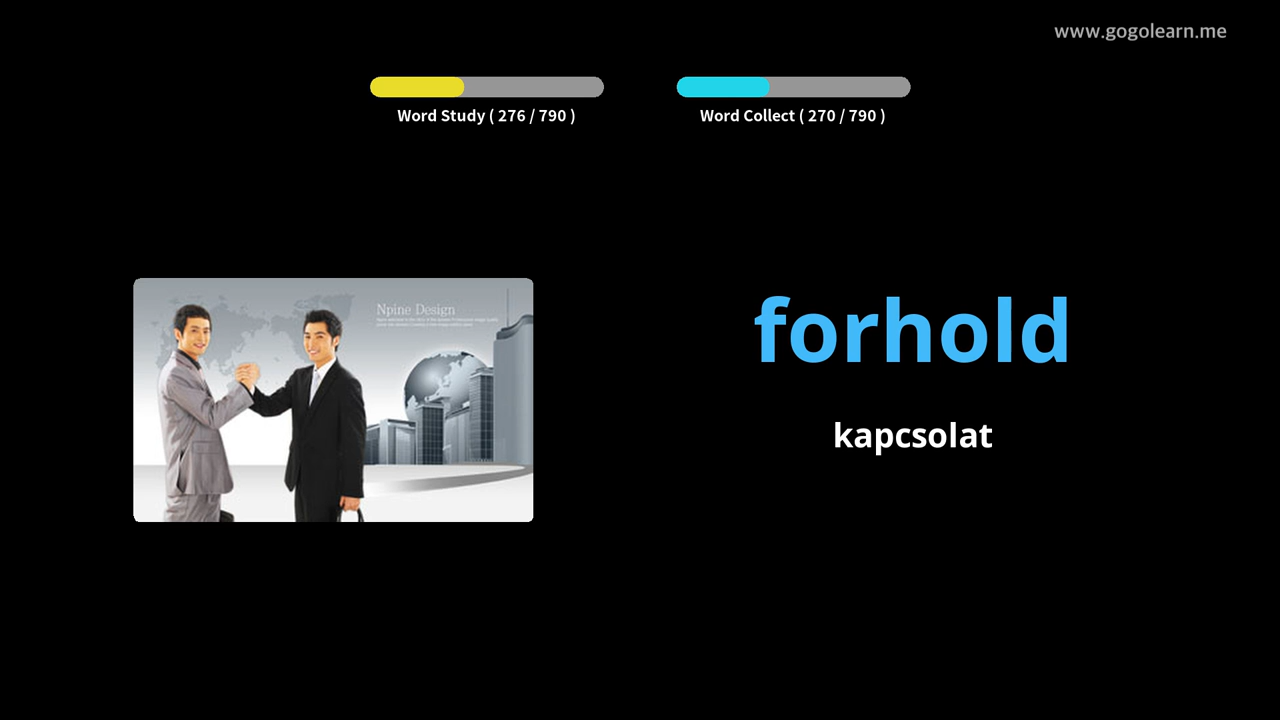 www.gogolearn.me
Word Study ( 276 / 790 )
Word Collect ( 270 / 790 )
Npine Design
forhold
kapcsolat